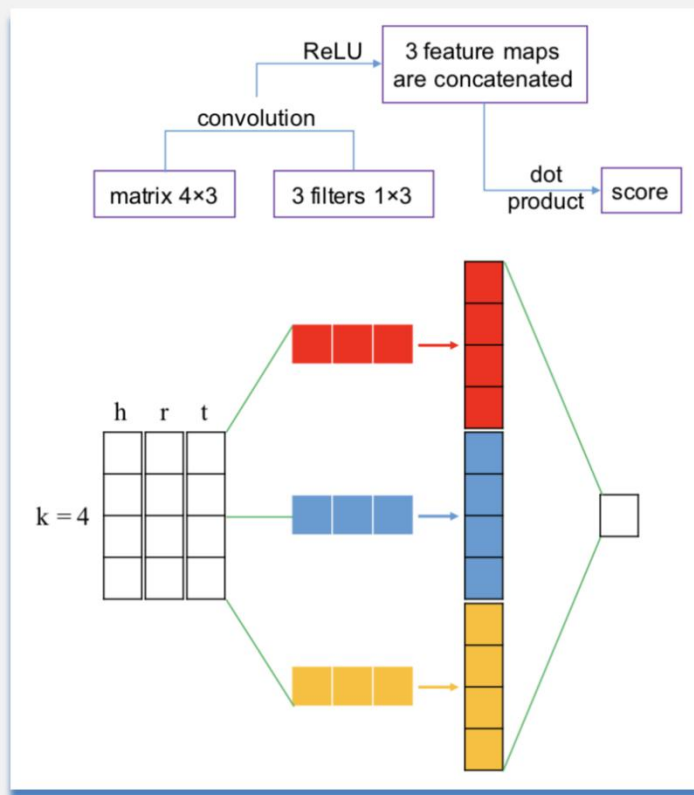 ReLU
3 feature maps
are concatenated
convolution
matrix 4×3
3 filters 1×3
dot
product
score
h r t
k = 4